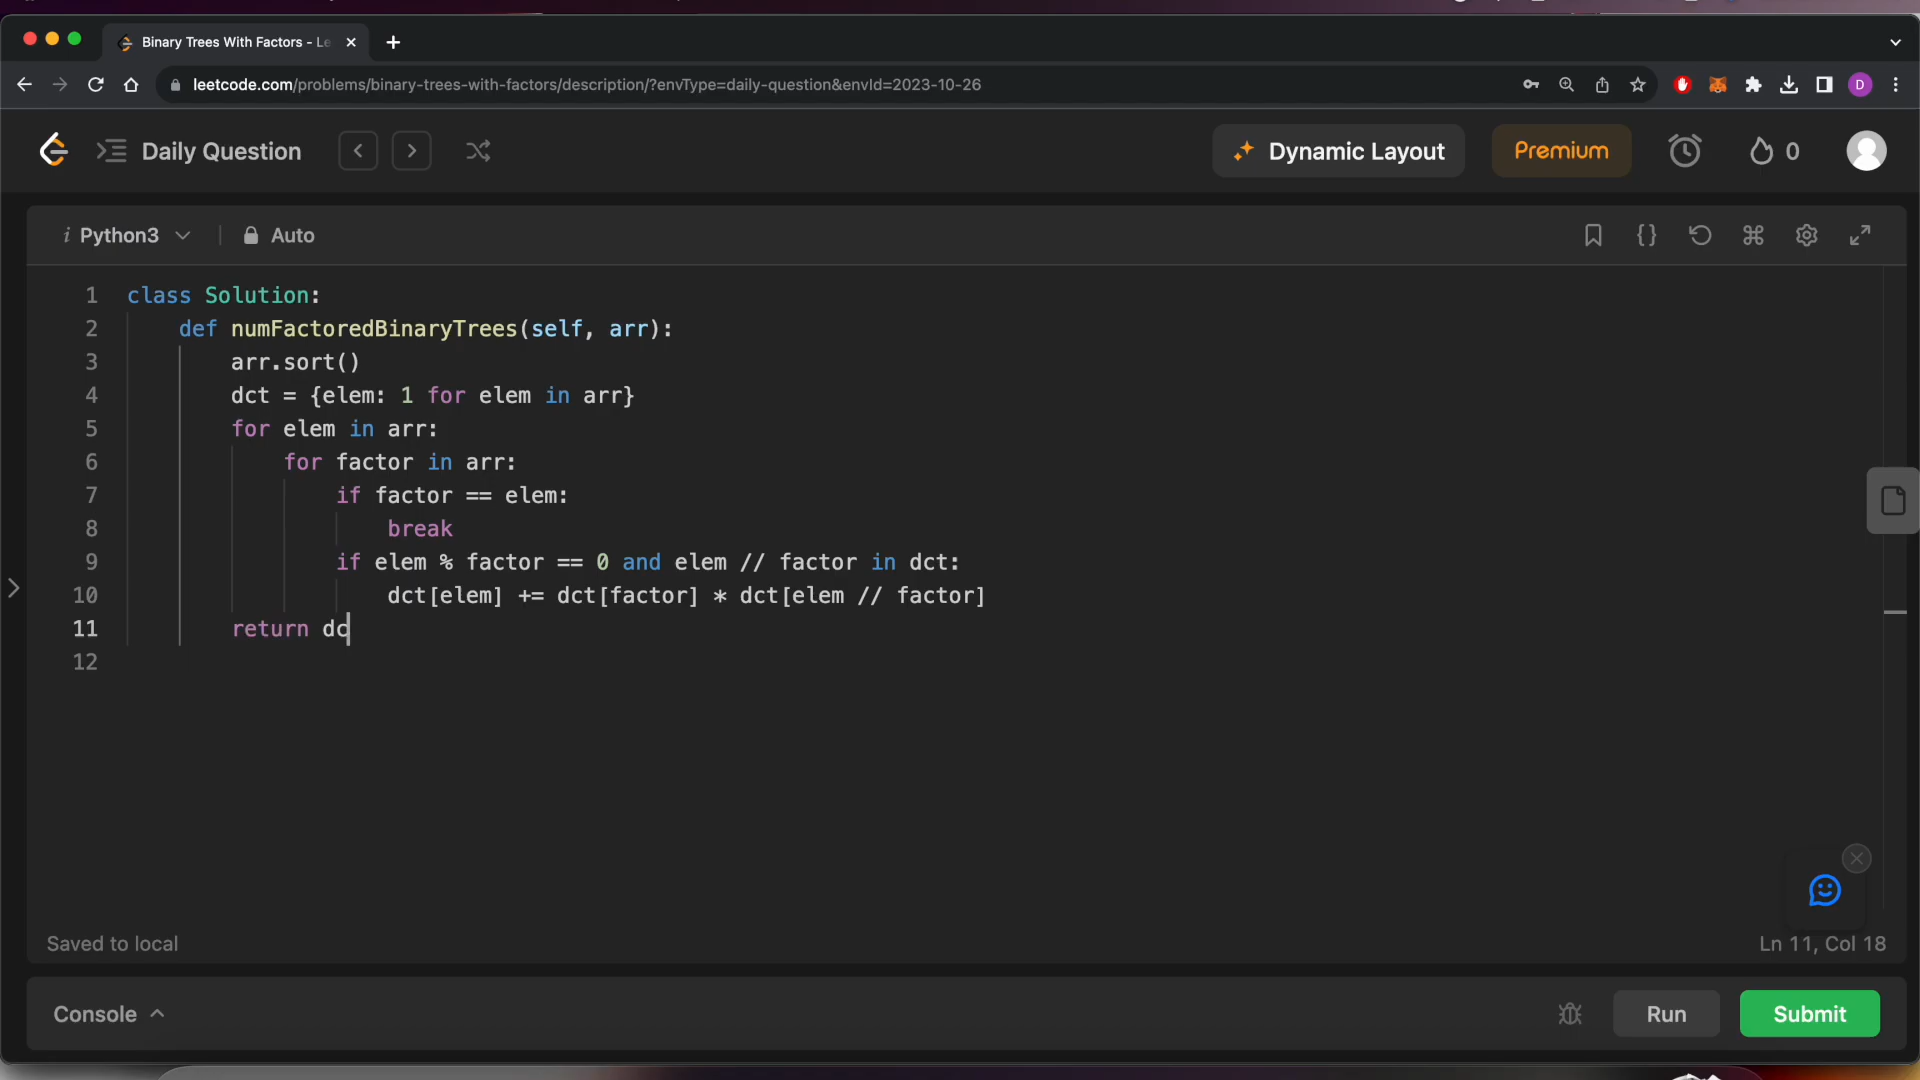 Binary Trees With Factors - Le
leetcode.com/problems/binary-trees-with-factors/description/?envType=daily-question&envId=2023-10-26
D
Daily Question
Dynamic Layout
Premium
0
i Python3
Auto
1 class Solution:
2 def numFactoredBinaryTrees(self, arr):
3 arr.sort()
4 dct = {elem: 1 for elem in arr}
5 for elem in arr:
6 for factor in arr:
7 if factor == elem:
8 break
9 if elem % factor == 0 and elem // factor in dct:
10 dct[elem] += dct[factor] * dct[elem // factor]
11 return dc
12
Saved to local
Ln 11, Col 18
Console
Run
Submit